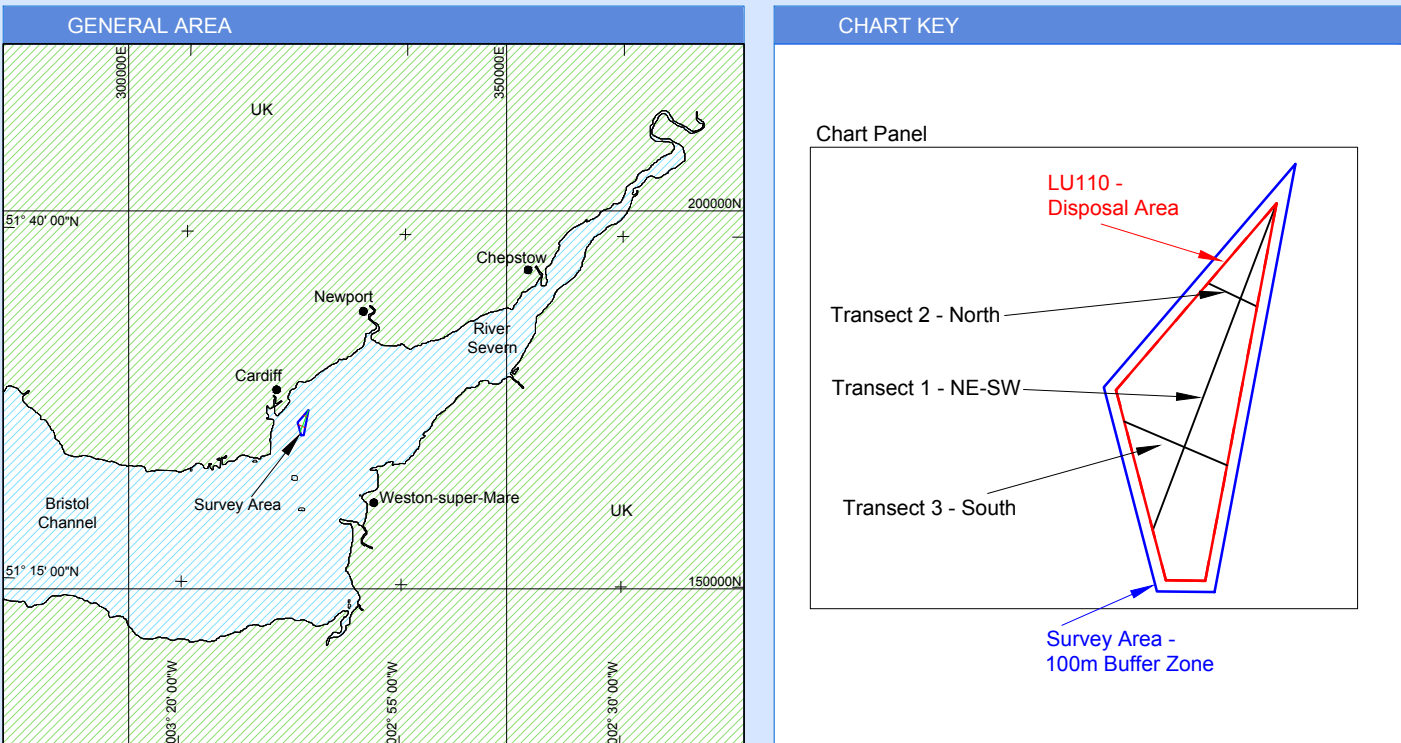 GENERAL AREA
300000E
350000E
UK
51° 40' 00"N
200000N
Chepstow
Newport
River
Severn
Cardiff
Survey Area
Weston-super-Mare
Bristol
Channel
UK
51° 15' 00"N
150000N
003° 20' 00"W
002° 55' 00"W
002° 30' 00"W
CHART KEY
Chart Panel
LU110 -
Disposal Area
Transect 2 - North
Transect 1 - NE-SW
Transect 3 - South
Survey Area -
100m Buffer Zone